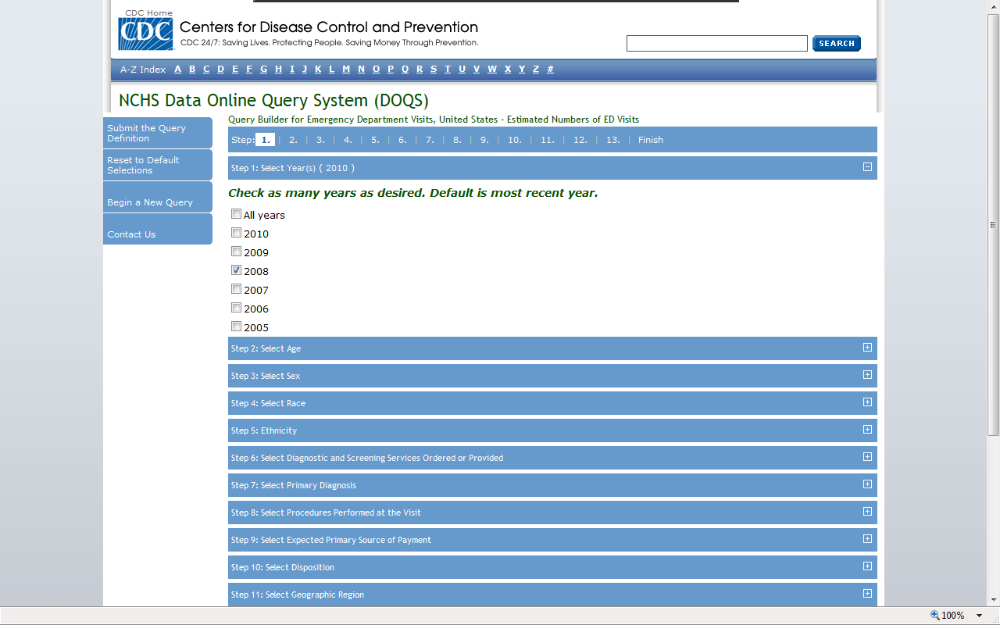 CDC Home
CDC
Centers for Disease Control and Prevention
CDC 24/7: Saving Lives. Protecting People. Saving Money Through Prevention.
SEARCH
A-Z Index A B C D E F G H I J K L M N O P Q R S T U V W X Y Z #
NCHS Data Online Query System (DOQS)
Submit the Query
Definition
Reset to Default
Selections
Begin a New Query
Contact Us
Query Builder for Emergency Department Visits, United States - Estimated Numbers of ED Visits
Step: 1. | 2. | 3. | 4. | 5. | 6. | 7. | 8. | 9. | 10. | 11. | 12. | 13. | Finish
Step 1: Select Year(s) ( 2010 )
Check as many years as desired. Default is most recent year.
All years
2010
2009
2008
2007
2006
2005
Step 2: Select Age
Step 3: Select Sex
Step 4: Select Race
Step 5: Ethnicity
Step 6: Select Diagnostic and Screening Services Ordered or Provided
Step 7: Select Primary Diagnosis
Step 8: Select Procedures Performed at the Visit
Step 9: Select Expected Primary Source of Payment
Step 10: Select Disposition
Step 11: Select Geographic Region
100%